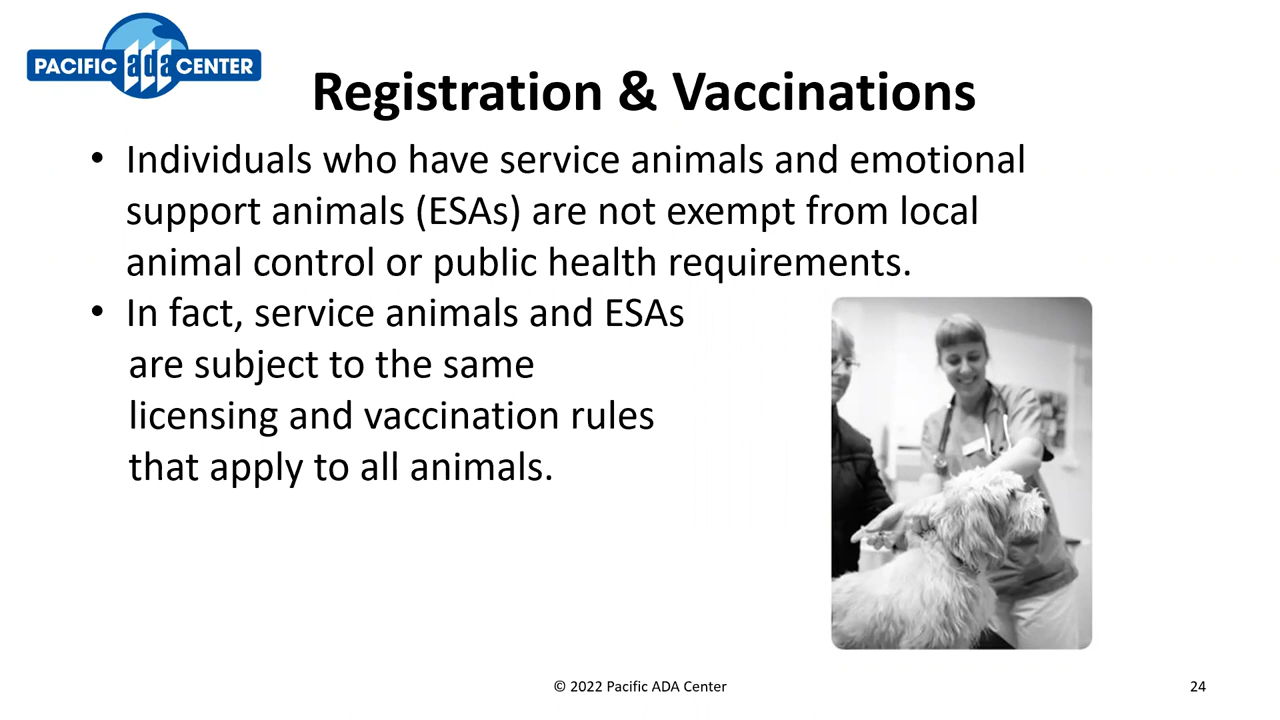 PACIFIC ada CENTER
Registration & Vaccinations
• Individuals who have service animals and emotional
support animals (ESAs) are not exempt from local
animal control or public health requirements.
• In fact, service animals and ESAs
are subject to the same
licensing and vaccination rules
that apply to all animals.
© 2022 Pacific ADA Center
24